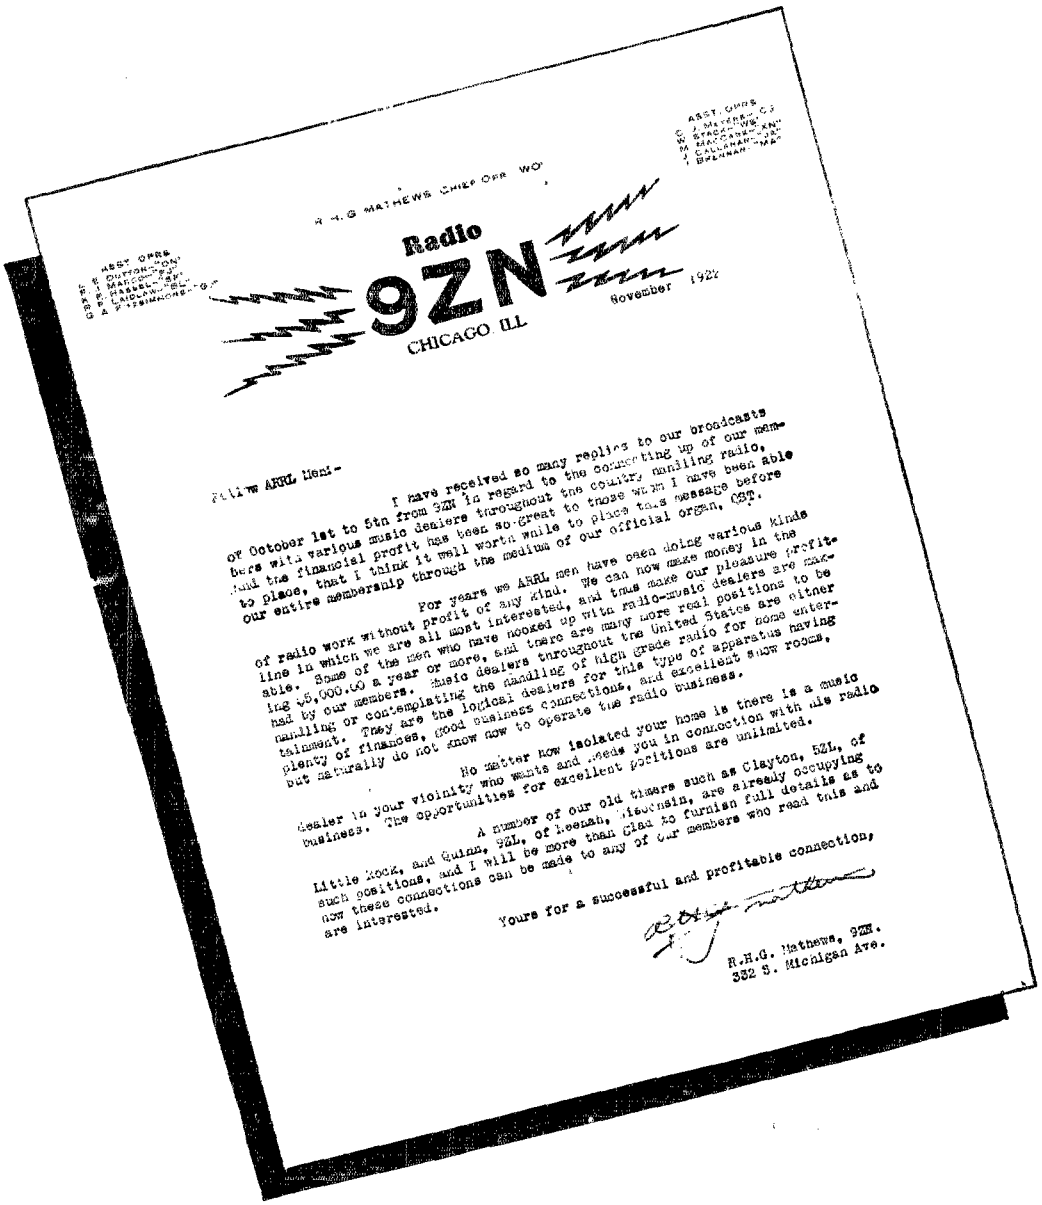 R. H. G. MATHEWS CHIEF OPR "WO"
ASST. OPRS
ASST. OPRS
Radio
9ZN
CHICAGO, ILL
November 1922
Fellow ARRL Men:-
I have received so many replies to our broadcasts
of October 1st to 5th from 9ZN in regard to the connecting up of our mem-
bers with various music dealers throughout the country handling radio,
and the financial profit has been so great to those whom I have been able
to place, that I think it well worth while to place this message before
our entire membership through the medium of our official organ, QST.
For years we ARRL men have been doing various kinds
of radio work without profit of any kind. We can now make money in the
line in which we are all most interested, and thus make our pleasure profit-
able. Some of the men who have hooked up with radio-music dealers are mak-
ing $5,000.00 a year or more, and there are many more real positions to be
had by our members. Music dealers throughout the United States are either
handling or contemplating the handling of high grade radio for home enter-
tainment. They are the logical dealers for this type of apparatus having
plenty of finances, good business connections, and excellent show rooms,
but naturally do not know how to operate the radio business.
No matter how isolated your home is there is a music
dealer in your vicinity who wants and needs you in connection with his radio
business. The opportunities for excellent positions are unlimited.
A number of our old timers such as Clayton, 5ZL, of
Little Rock, and Quinn, 9ZL, of Neenah, Wisconsin, are already occupying
such positions, and I will be more than glad to furnish full details as to
how these connections can be made to any of our members who read this and
are interested.
Yours for a successful and profitable connection,
R.H.G. Mathews
R.H.G. Mathews, 9ZN.
332 S. Michigan Ave.